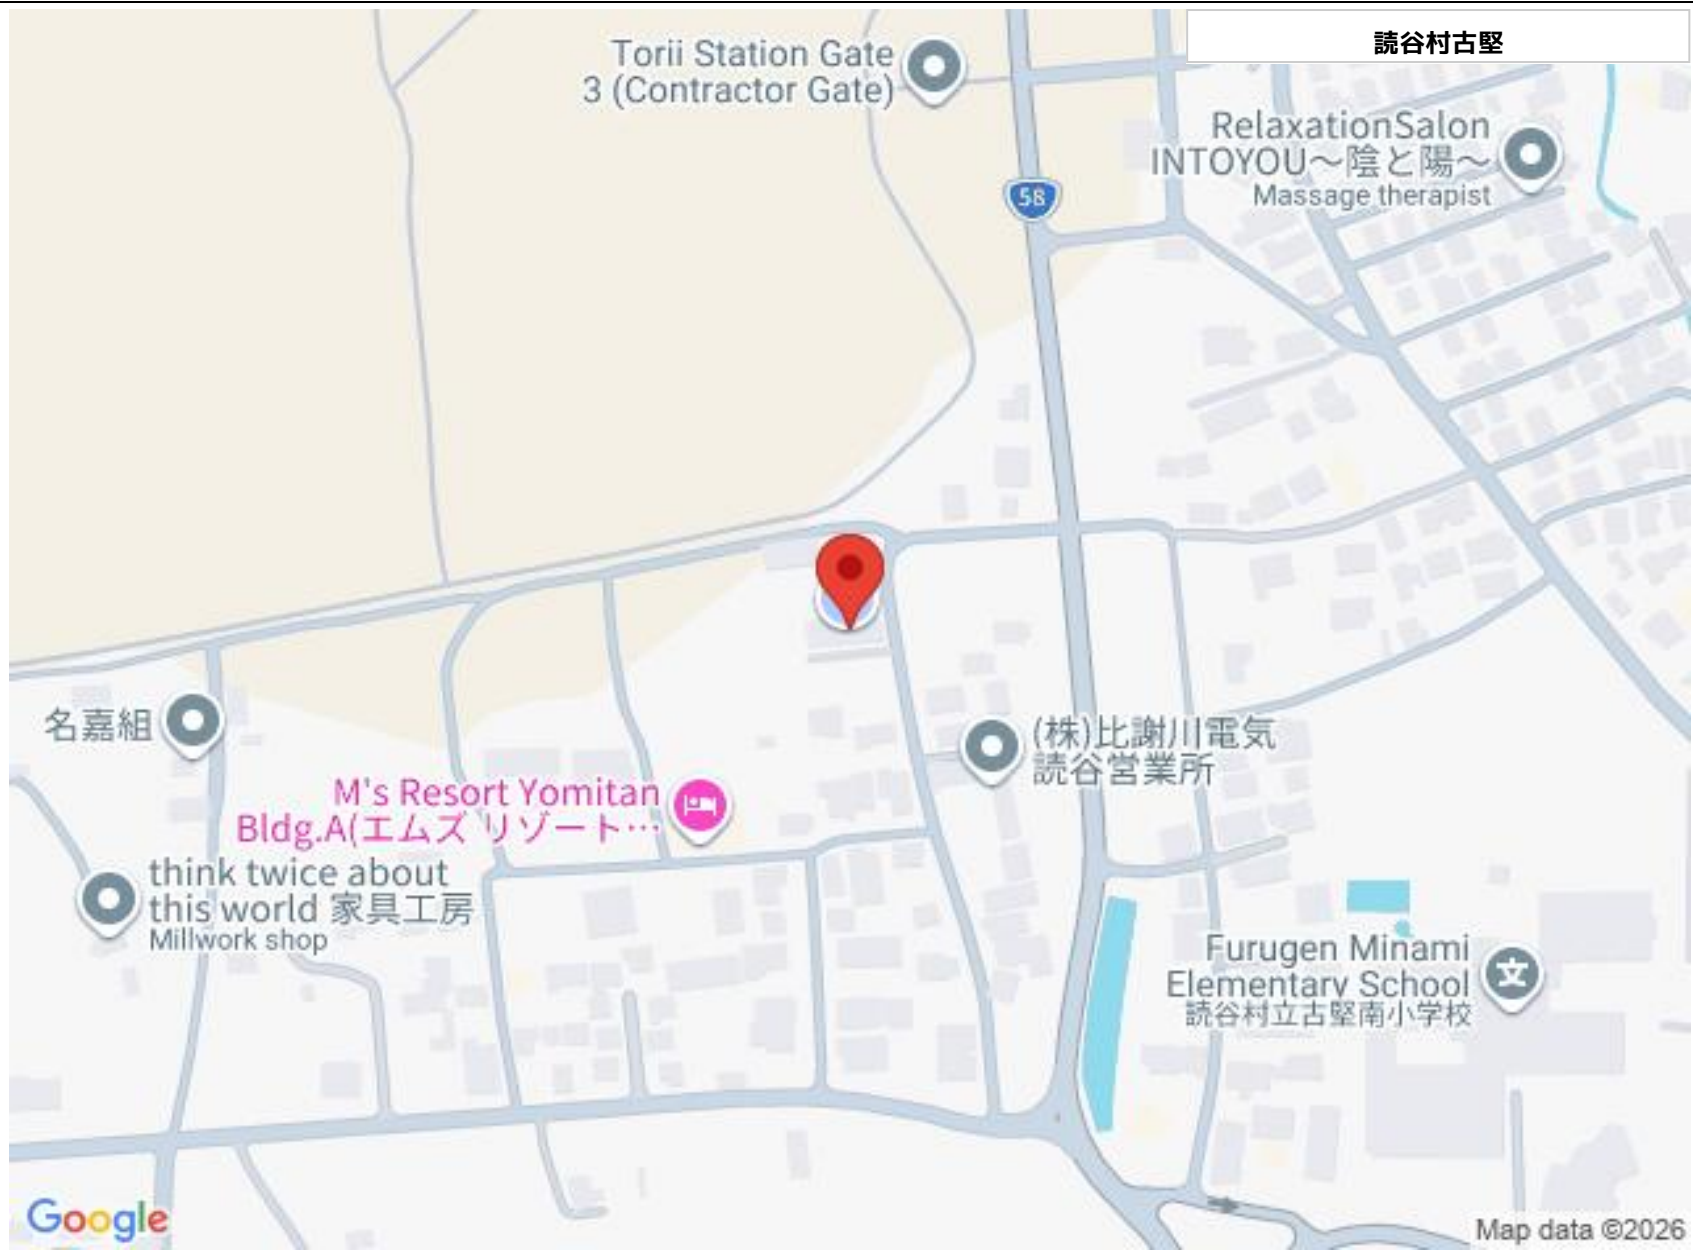 読谷村古堅
Torii Station Gate
3 (Contractor Gate)
RelaxationSalon
INTOYOU～陰と陽～
Massage therapist
58
名嘉組
(株)比謝川電気
読谷営業所
M's Resort Yomitan
Bldg.A(エムズ リゾート…
think twice about
this world 家具工房
Millwork shop
Furugen Minami
Elementary School
読谷村立古堅南小学校
文
Google
Map data ©2026